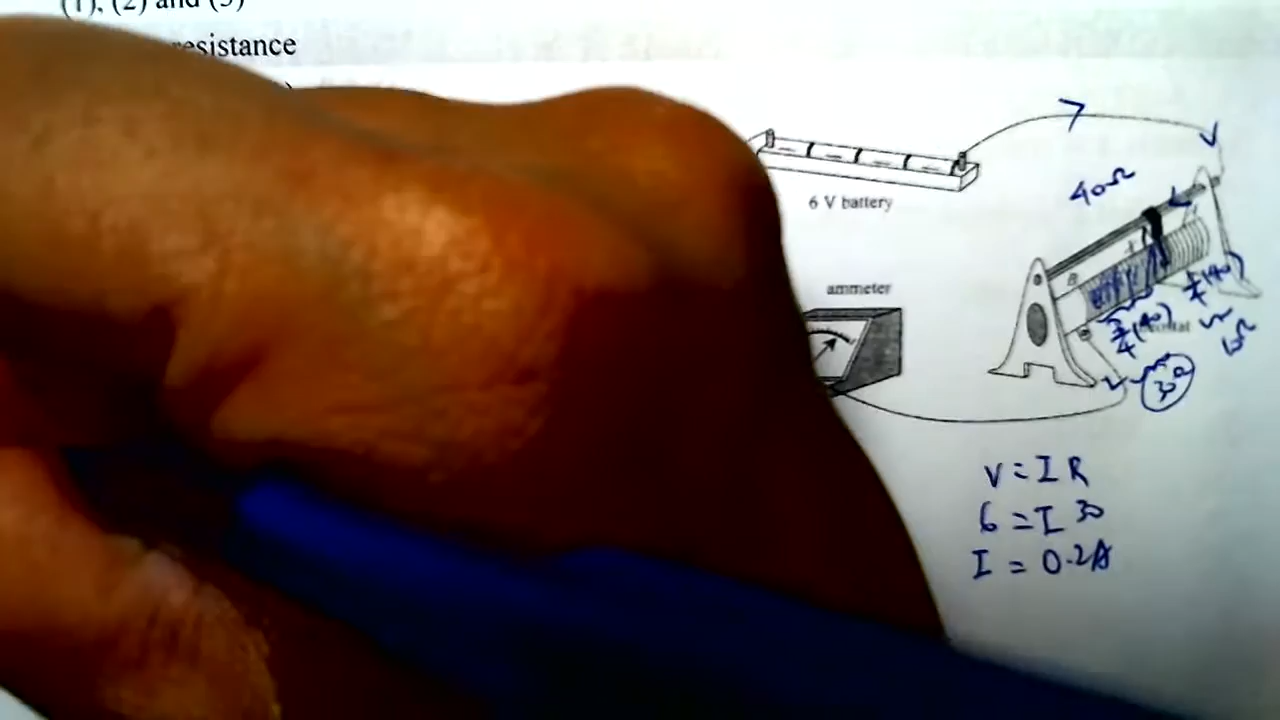 (1), (2) and (3)
resistance
6 V battery
40Ω
ammeter
3/4(40)
1/4(40)
30Ω
V = I R
6 = I 30
I = 0.2A